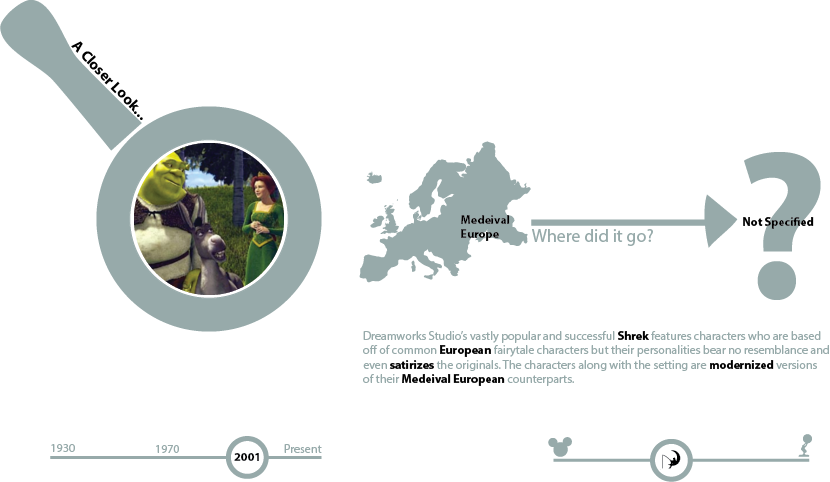 A Closer Look...
Medeival
Europe
Where did it go?
Not Specified
Dreamworks Studio's vastly popular and successful Shrek features characters who are based
off of common European fairytale characters but their personalities bear no resemblance and
even satirizes the originals. The characters along with the setting are modernized versions
of their Medeival European counterparts.
1930
1970
2001
Present
?